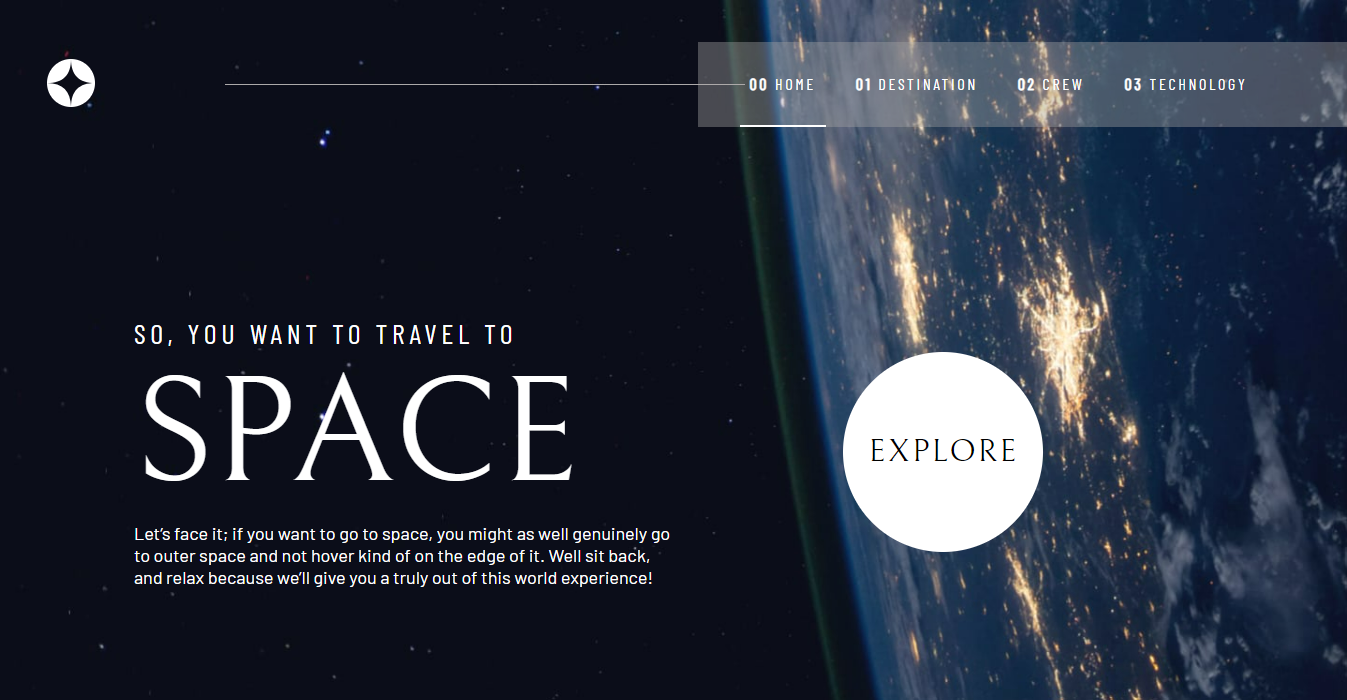 00 HOME 01 DESTINATION 02 CREW 03 TECHNOLOGY
SO, YOU WANT TO TRAVEL TO
SPACE
Let’s face it; if you want to go to space, you might as well genuinely go
to outer space and not hover kind of on the edge of it. Well sit back,
and relax because we’ll give you a truly out of this world experience!
EXPLORE